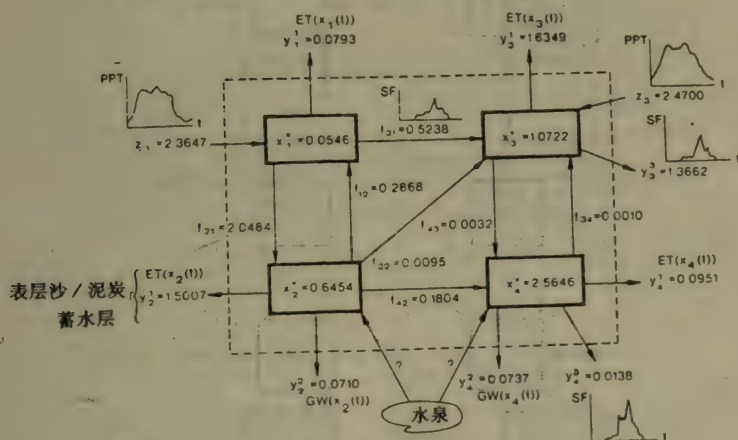 ET(x₁(t))
y₁¹=0.0793
ET(x₃(t))
y₃¹=1.6349
PPT
t
z₁=2.3647
SF
PPT
t
z₃=2.4700
x₁*=0.0546
f₃₁=0.5238
x₃*=1.0722
SF
y₃³=1.3662
f₂₁=2.0484
f₁₂=0.2868
f₄₃=0.0032
f₃₄=0.0010
f₃₂=0.0095
表层沙/泥炭
蓄水层
ET(x₂(t))
y₂¹=1.5007
x₂*=0.6454
f₄₂=0.1804
x₄*=2.5646
ET(x₄(t))
y₄¹=0.0951
?
?
y₂²=0.0710
GW(x₂(t))
水泉
y₄²=0.0737
GW(x₄(t))
y₄³=0.0138
SF